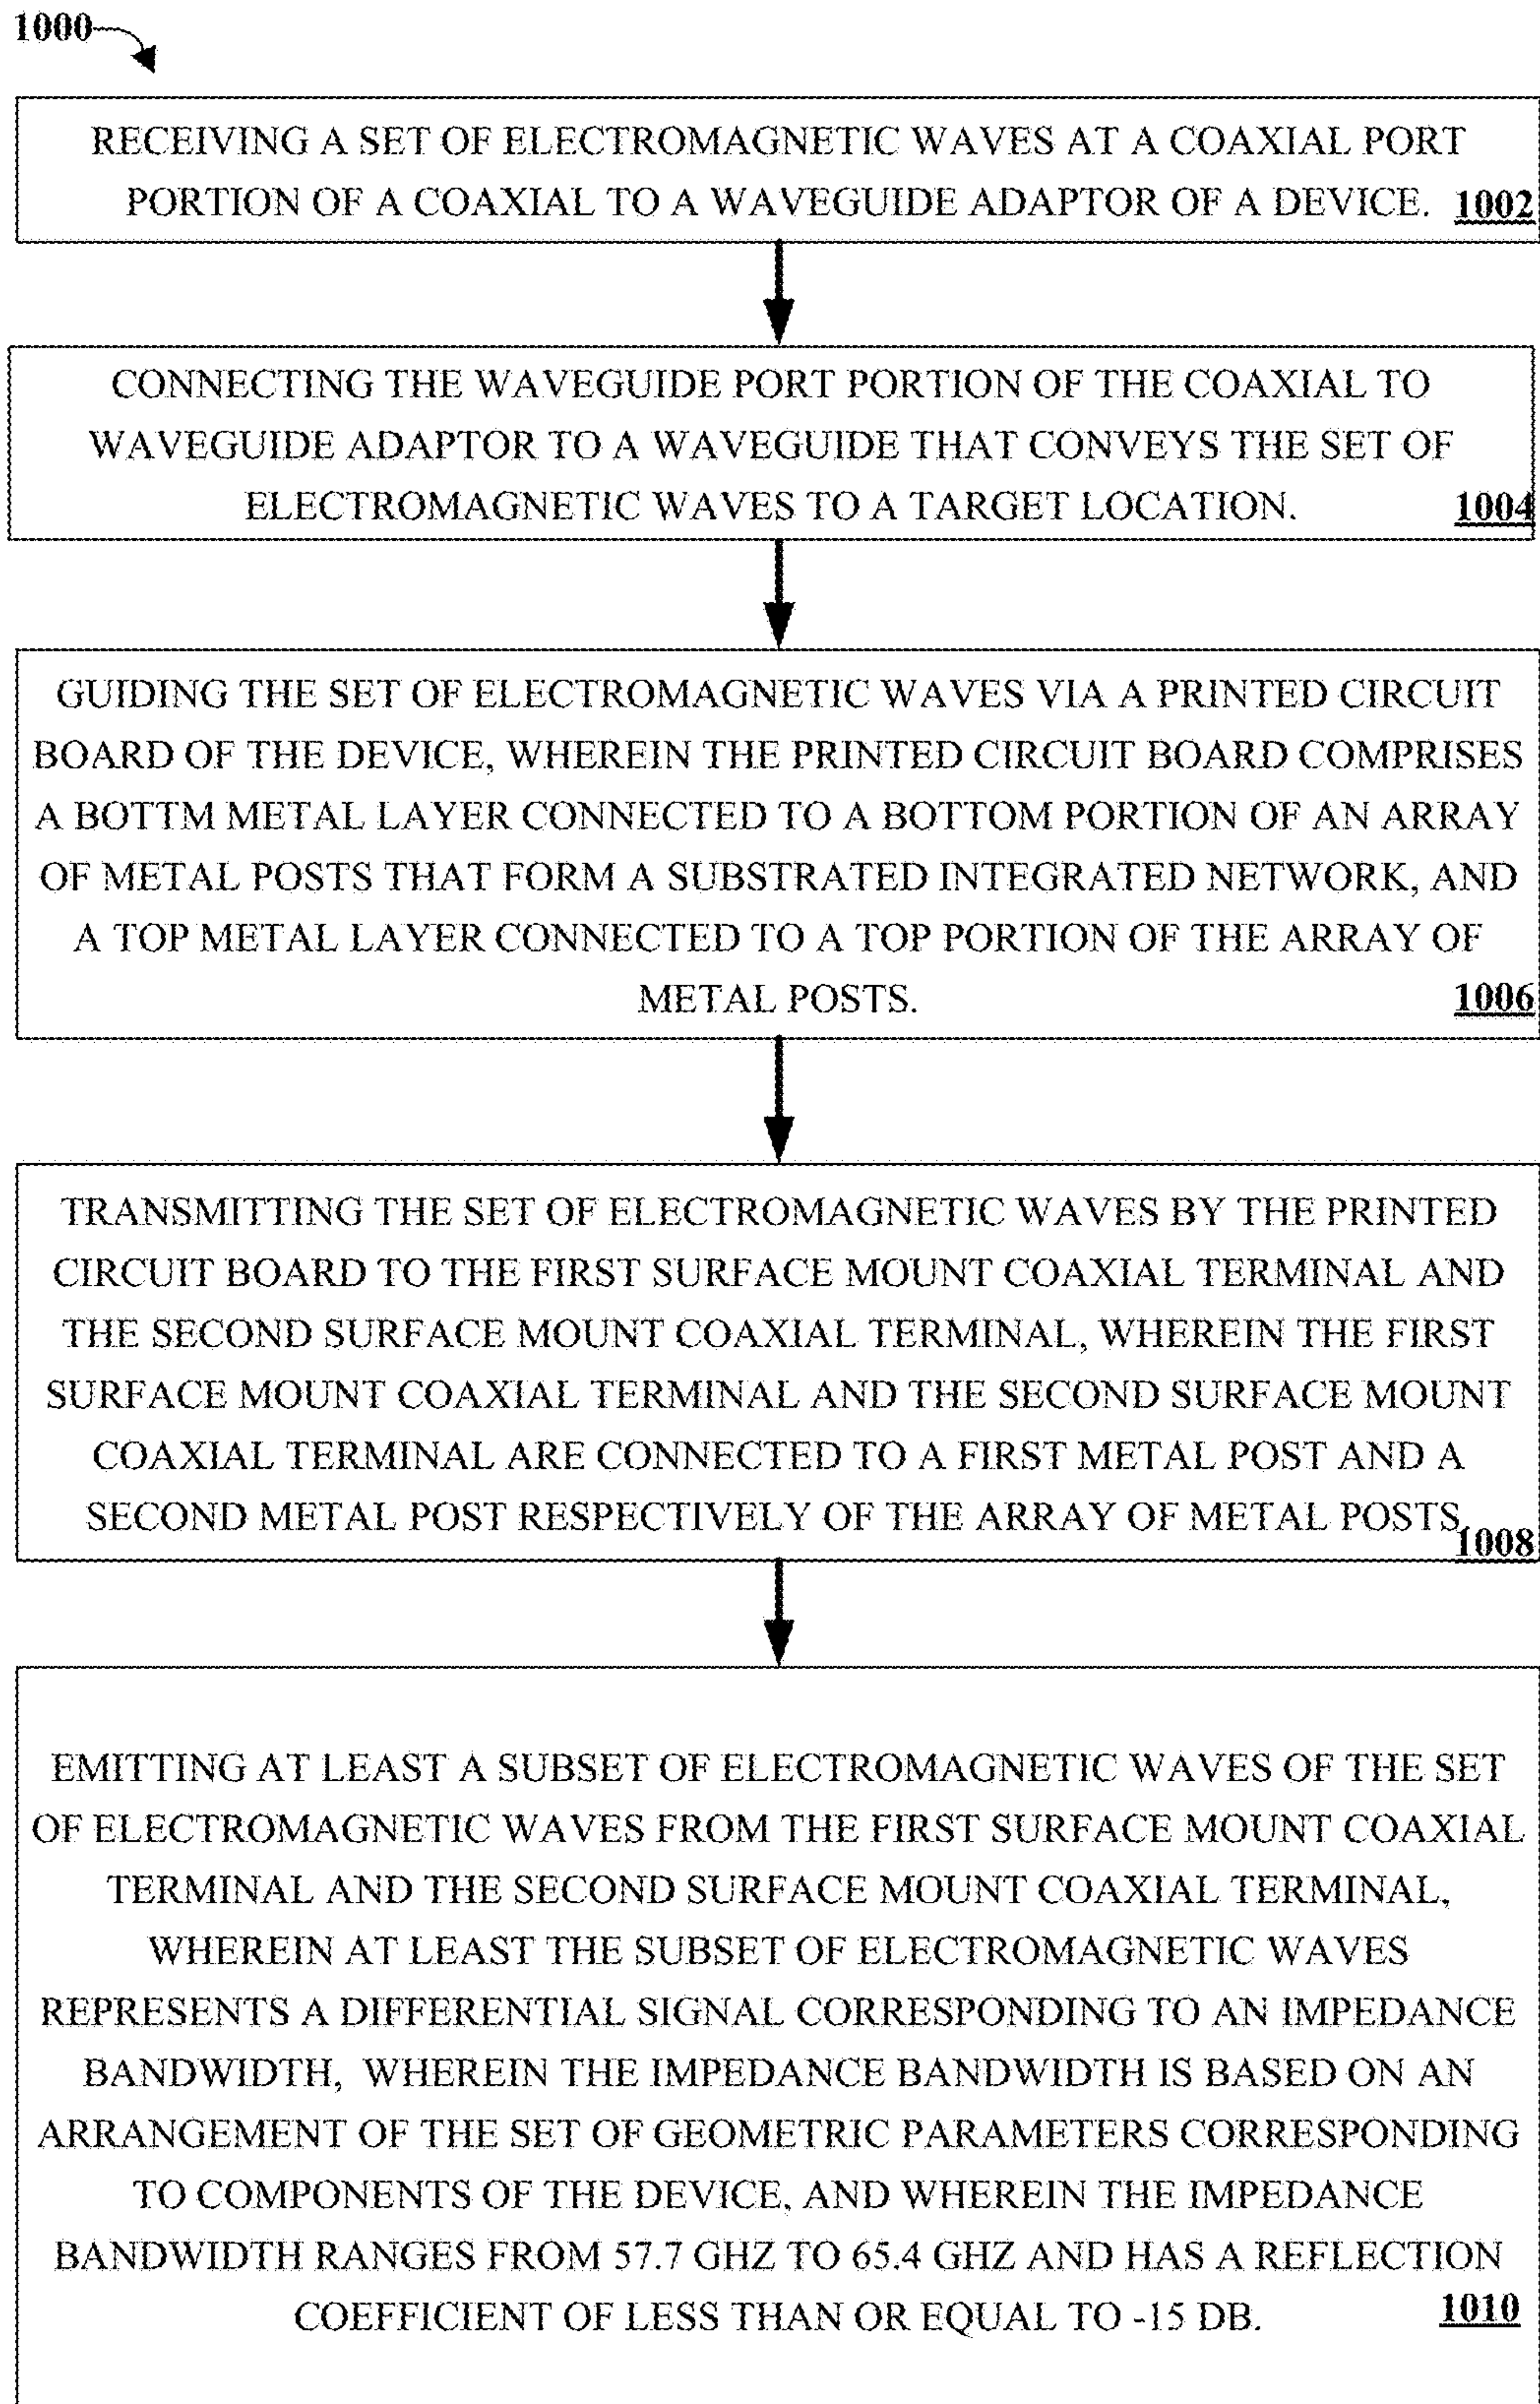 1000
RECEIVING A SET OF ELECTROMAGNETIC WAVES AT A COAXIAL PORT
PORTION OF A COAXIAL TO A WAVEGUIDE ADAPTOR OF A DEVICE. 1002
CONNECTING THE WAVEGUIDE PORT PORTION OF THE COAXIAL TO
WAVEGUIDE ADAPTOR TO A WAVEGUIDE THAT CONVEYS THE SET OF
ELECTROMAGNETIC WAVES TO A TARGET LOCATION. 1004
GUIDING THE SET OF ELECTROMAGNETIC WAVES VIA A PRINTED CIRCUIT
BOARD OF THE DEVICE, WHEREIN THE PRINTED CIRCUIT BOARD COMPRISES
A BOTTM METAL LAYER CONNECTED TO A BOTTOM PORTION OF AN ARRAY
OF METAL POSTS THAT FORM A SUBSTRATED INTEGRATED NETWORK, AND
A TOP METAL LAYER CONNECTED TO A TOP PORTION OF THE ARRAY OF
METAL POSTS. 1006
TRANSMITTING THE SET OF ELECTROMAGNETIC WAVES BY THE PRINTED
CIRCUIT BOARD TO THE FIRST SURFACE MOUNT COAXIAL TERMINAL AND
THE SECOND SURFACE MOUNT COAXIAL TERMINAL, WHEREIN THE FIRST
SURFACE MOUNT COAXIAL TERMINAL AND THE SECOND SURFACE MOUNT
COAXIAL TERMINAL ARE CONNECTED TO A FIRST METAL POST AND A
SECOND METAL POST RESPECTIVELY OF THE ARRAY OF METAL POSTS.
1008
EMITTING AT LEAST A SUBSET OF ELECTROMAGNETIC WAVES OF THE SET
OF ELECTROMAGNETIC WAVES FROM THE FIRST SURFACE MOUNT COAXIAL
TERMINAL AND THE SECOND SURFACE MOUNT COAXIAL TERMINAL,
WHEREIN AT LEAST THE SUBSET OF ELECTROMAGNETIC WAVES
REPRESENTS A DIFFERENTIAL SIGNAL CORRESPONDING TO AN IMPEDANCE
BANDWIDTH, WHEREIN THE IMPEDANCE BANDWIDTH IS BASED ON AN
ARRANGEMENT OF THE SET OF GEOMETRIC PARAMETERS CORRESPONDING
TO COMPONENTS OF THE DEVICE, AND WHEREIN THE IMPEDANCE
BANDWIDTH RANGES FROM 57.7 GHZ TO 65.4 GHZ AND HAS A REFLECTION
COEFFICIENT OF LESS THAN OR EQUAL TO -15 DB. 1010